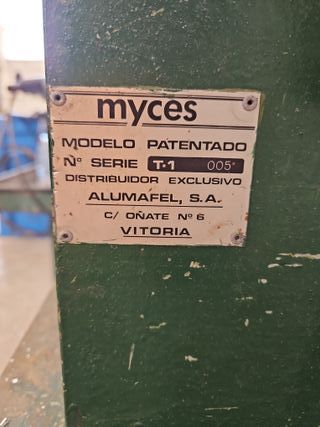 myces
MODELO PATENTADO
Nº SERIE T-1 005*
DISTRIBUIDOR EXCLUSIVO
ALUMAFEL, S.A.
C/ OÑATE Nº 6
VITORIA